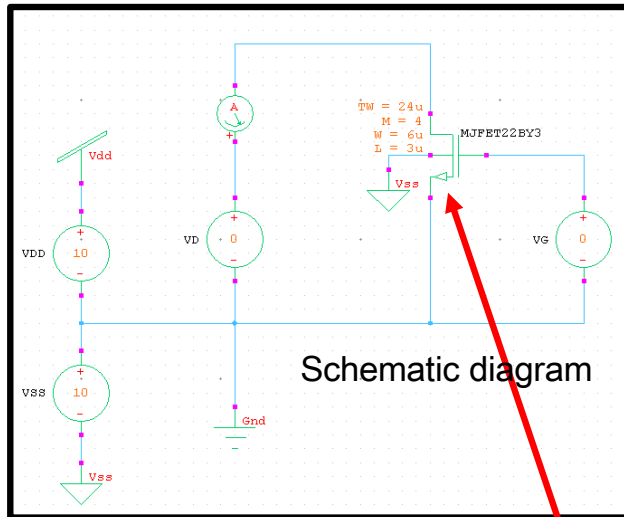 A
+
TW = 24u
M = 4
W = 6u
L = 3u
MJFET22BY3
Vdd
Vss
VDD
+
10
-
VD
+
0
-
VG
+
0
-
Schematic diagram
VSS
+
10
-
Gnd
Vss